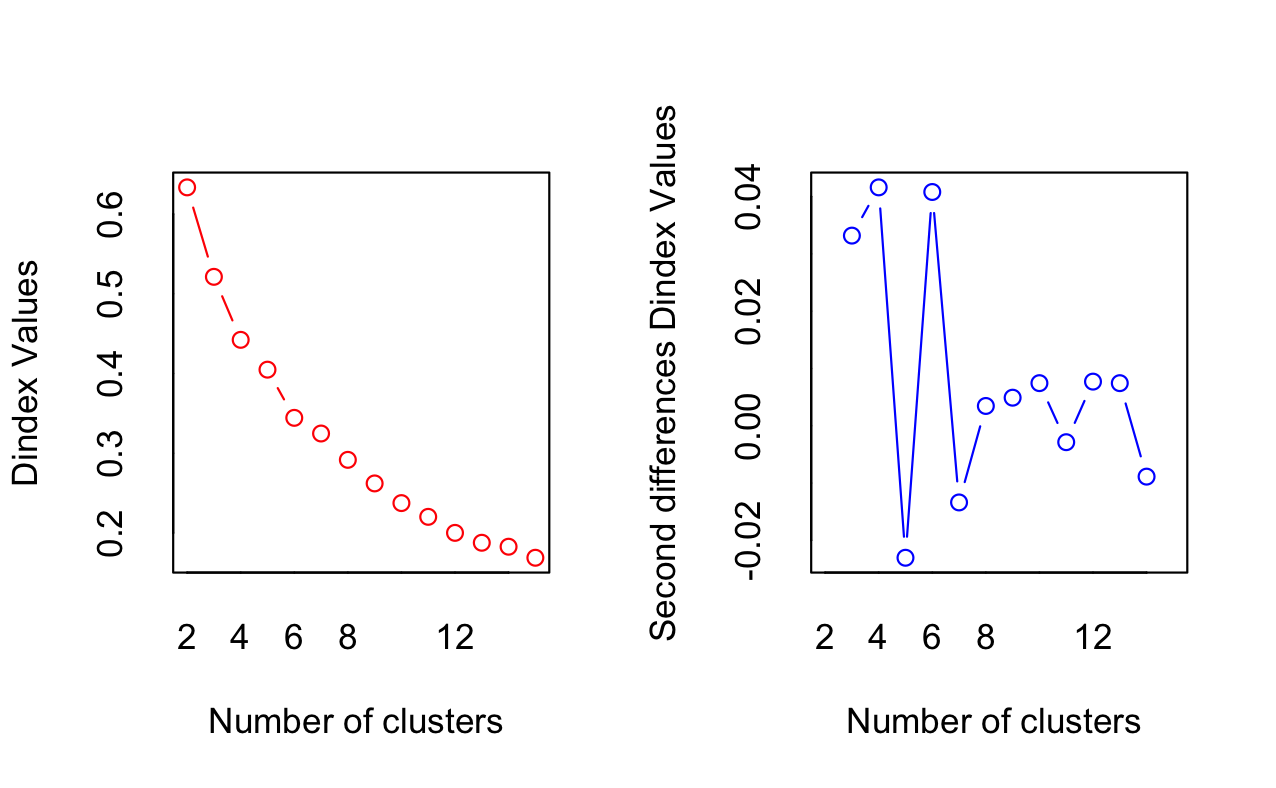 Dindex Values
0.6
0.5
0.4
0.3
0.2
2 4 6 8 12
Number of clusters
Second differences Dindex Values
0.04
0.02
0.00
-0.02
2 4 6 8 12
Number of clusters